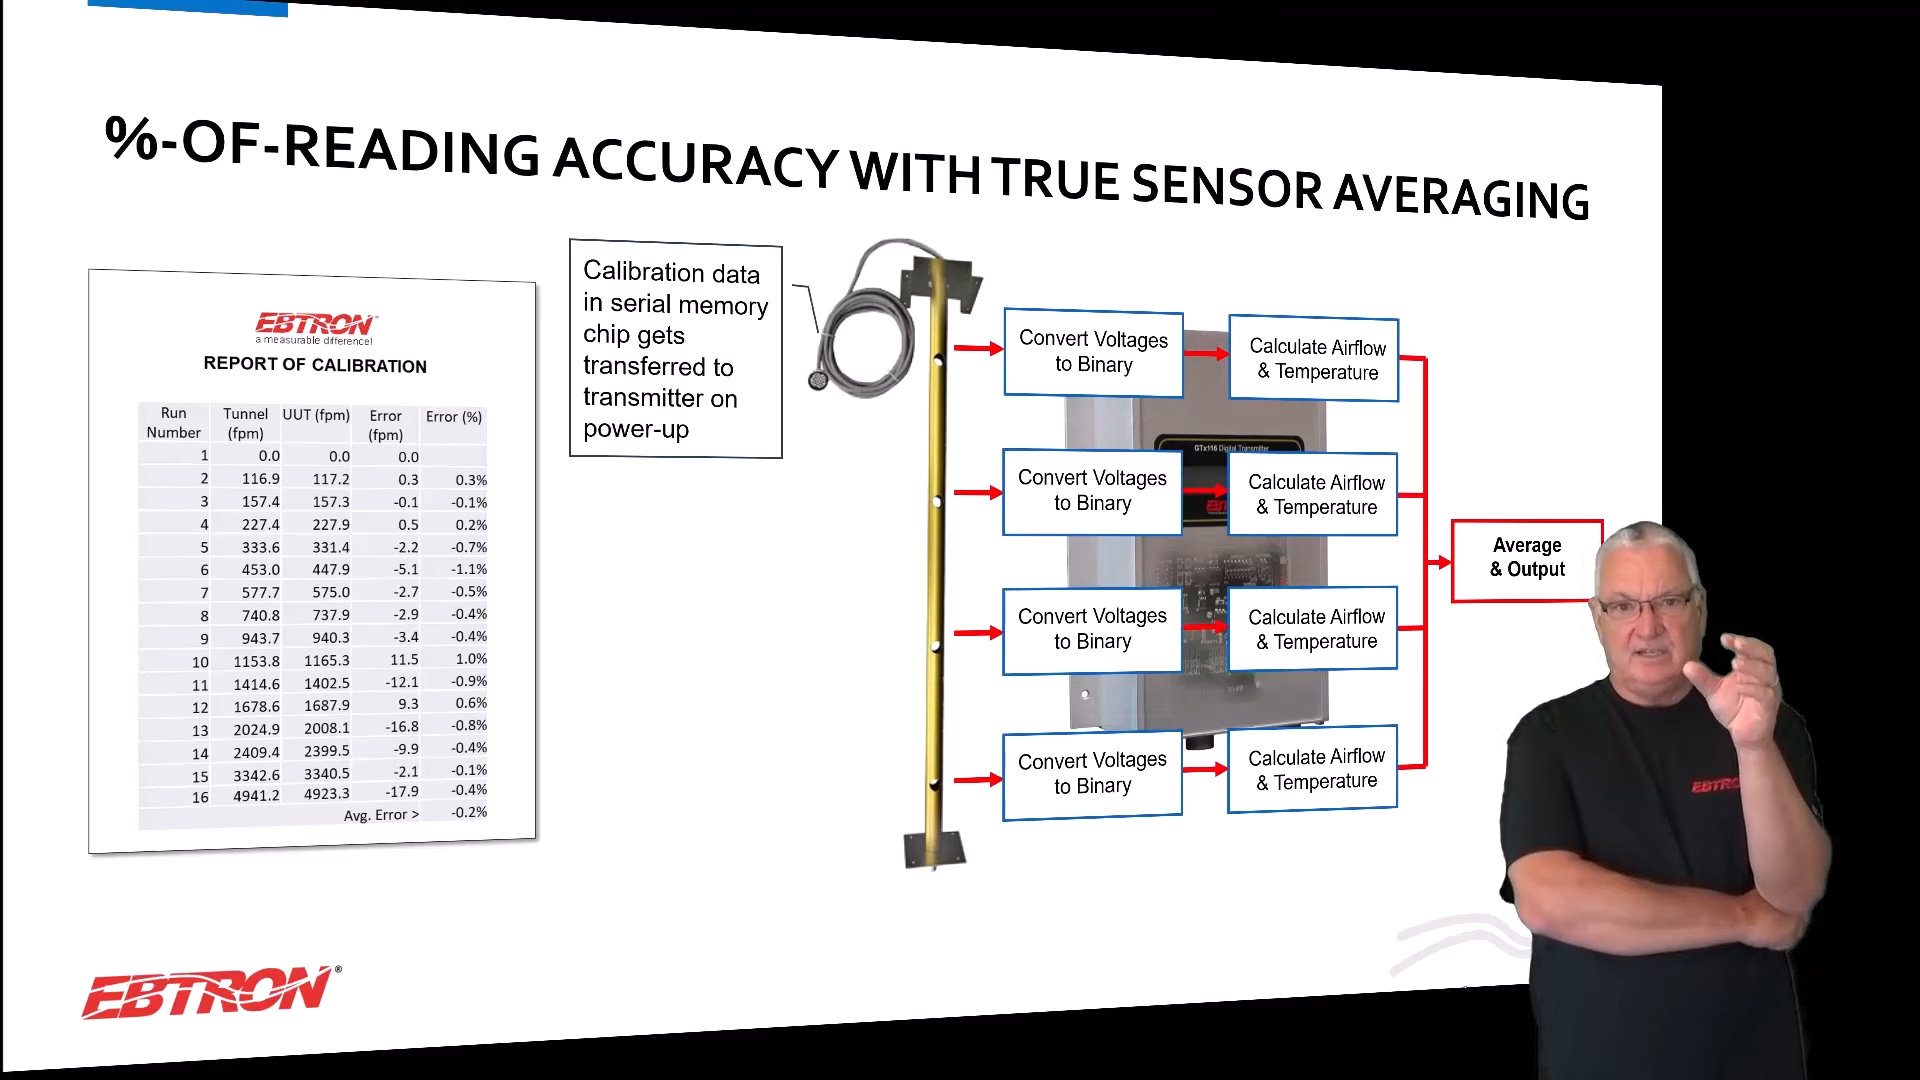 %-OF-READING ACCURACY WITH TRUE SENSOR AVERAGING
EBTRON
a measurable difference!
REPORT OF CALIBRATION
Run Number Tunnel (fpm) UUT (fpm) Error (fpm) Error (%)
1 0.0 0.0 0.0
2 116.9 117.2 0.3 0.3%
3 157.4 157.3 -0.1 -0.1%
4 227.4 227.9 0.5 0.2%
5 333.6 331.4 -2.2 -0.7%
6 453.0 447.9 -5.1 -1.1%
7 577.7 575.0 -2.7 -0.5%
8 740.8 737.9 -2.9 -0.4%
9 943.7 940.3 -3.4 -0.4%
10 1153.8 1165.3 11.5 1.0%
11 1414.6 1402.5 -12.1 -0.9%
12 1678.6 1687.9 9.3 0.6%
13 2024.9 2008.1 -16.8 -0.8%
14 2409.4 2399.5 -9.9 -0.4%
15 3342.6 3340.5 -2.1 -0.1%
16 4941.2 4923.3 -17.9 -0.4%
Avg. Error > -0.2%
Calibration data
in serial memory
chip gets
transferred to
transmitter on
power-up
Convert Voltages
to Binary
Calculate Airflow
& Temperature
GTx116 Digital Transmitter
Convert Voltages
to Binary
Calculate Airflow
& Temperature
Convert Voltages
to Binary
Calculate Airflow
& Temperature
Convert Voltages
to Binary
Calculate Airflow
& Temperature
Average
& Output
EBTRON
EBTRON®